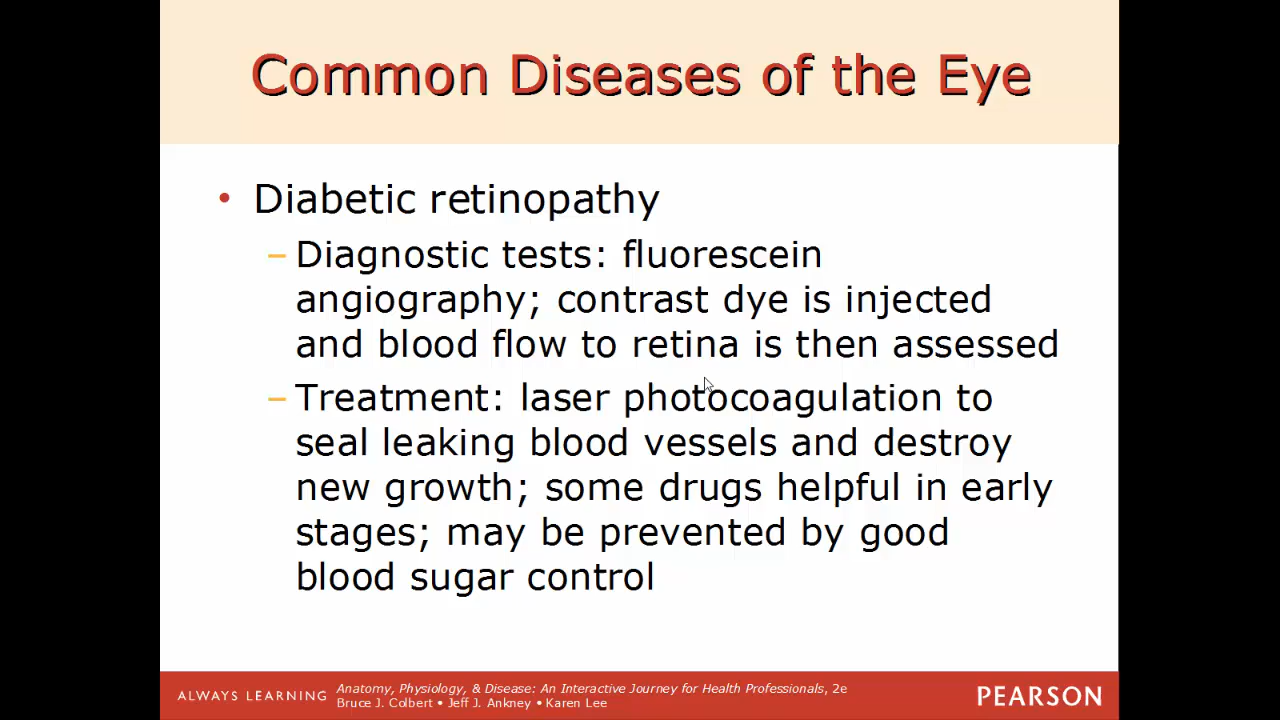 Common Diseases of the Eye
• Diabetic retinopathy
– Diagnostic tests: fluorescein
angiography; contrast dye is injected
and blood flow to retina is then assessed
– Treatment: laser photocoagulation to
seal leaking blood vessels and destroy
new growth; some drugs helpful in early
stages; may be prevented by good
blood sugar control
ALWAYS LEARNING
Anatomy, Physiology, & Disease: An Interactive Journey for Health Professionals, 2e
Bruce J. Colbert • Jeff J. Ankney • Karen Lee
PEARSON